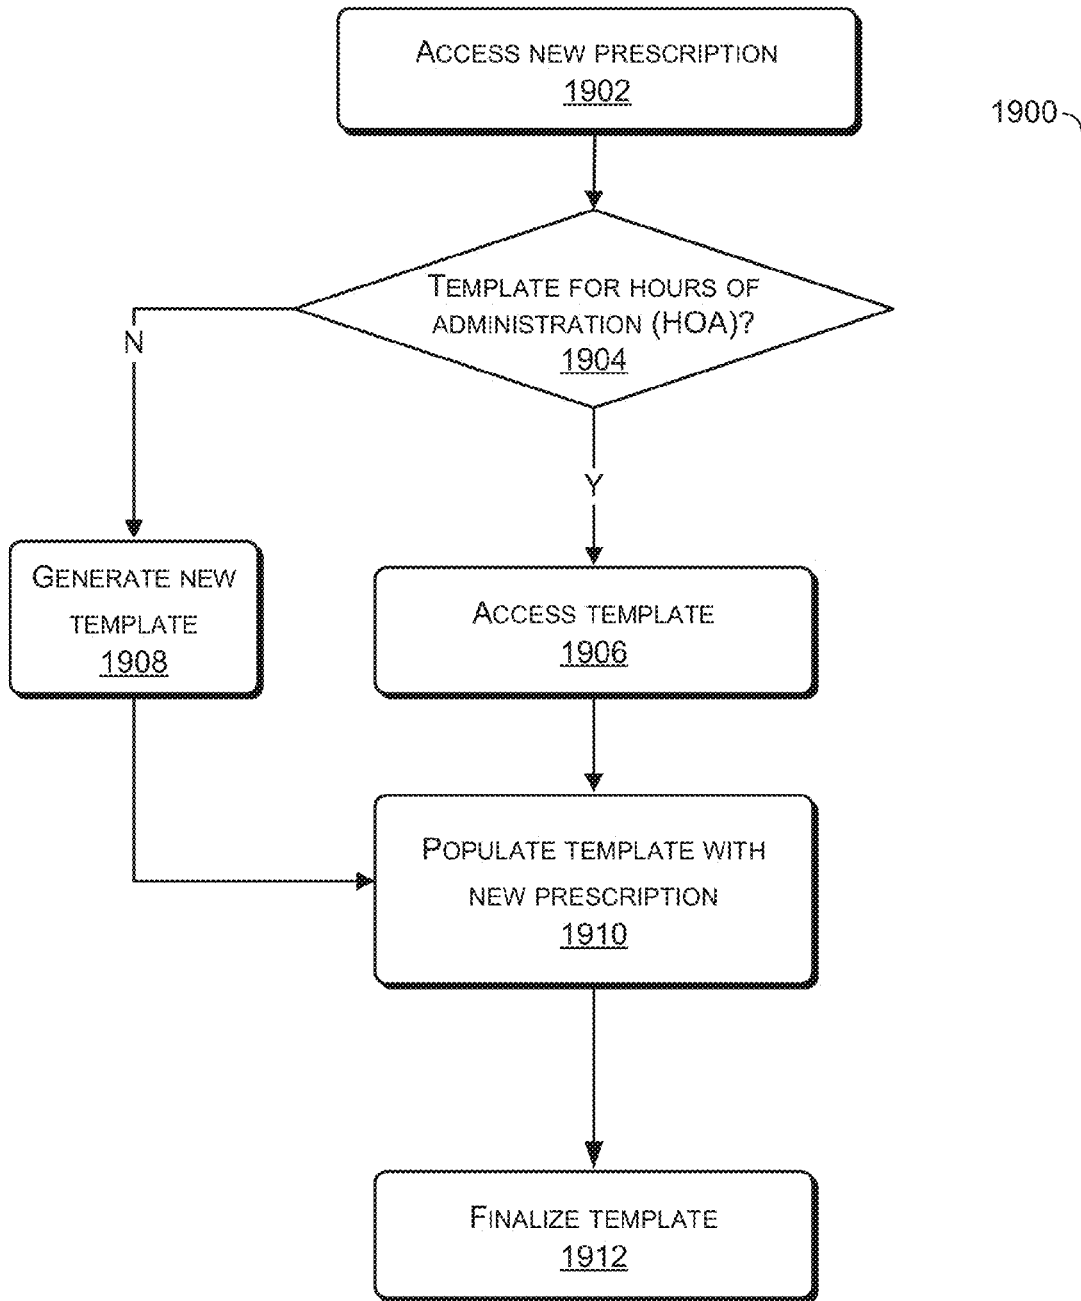 ACCESS NEW PRESCRIPTION
1902
1900
TEMPLATE FOR HOURS OF
ADMINISTRATION (HOA)?
1904
N
Y
GENERATE NEW
TEMPLATE
1908
ACCESS TEMPLATE
1906
POPULATE TEMPLATE WITH
NEW PRESCRIPTION
1910
FINALIZE TEMPLATE
1912